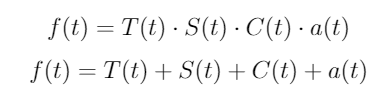 f(t) = T(t) · S(t) · C(t) · a(t)
f(t) = T(t) + S(t) + C(t) + a(t)